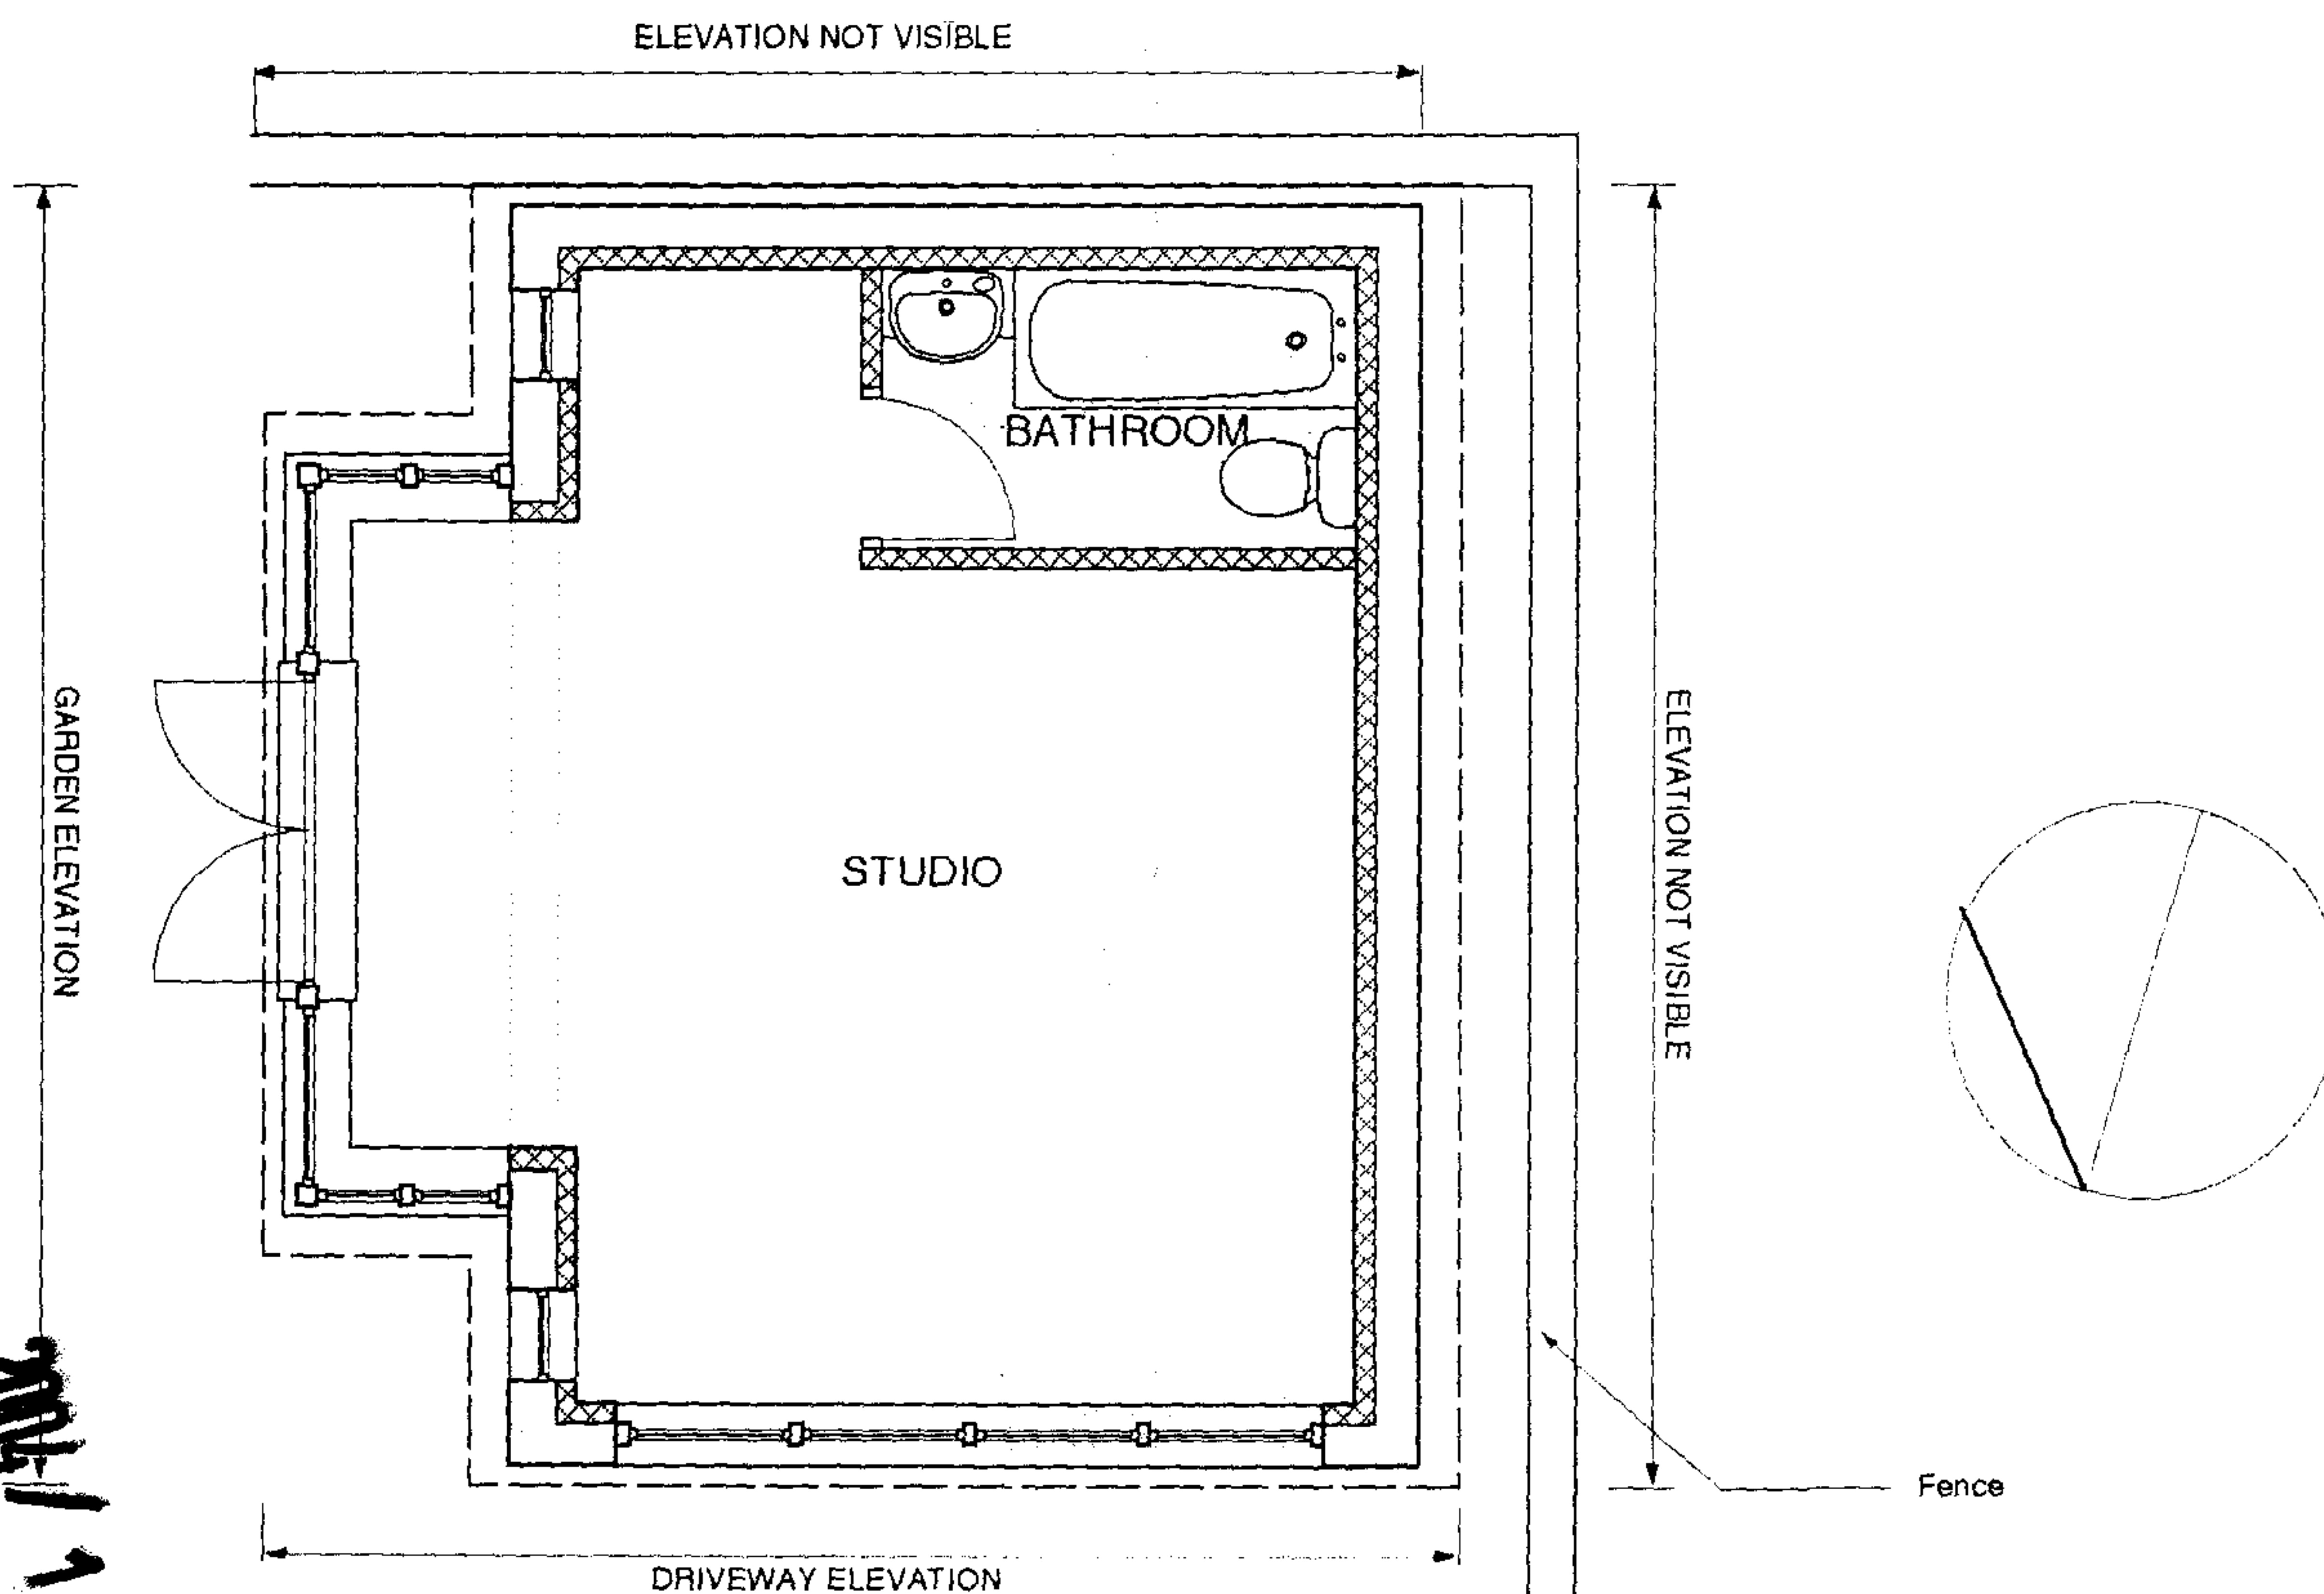 ELEVATION NOT VISIBLE
BATHROOM
GARDEN ELEVATION
STUDIO
ELEVATION NOT VISIBLE
Fence
DRIVEWAY ELEVATION